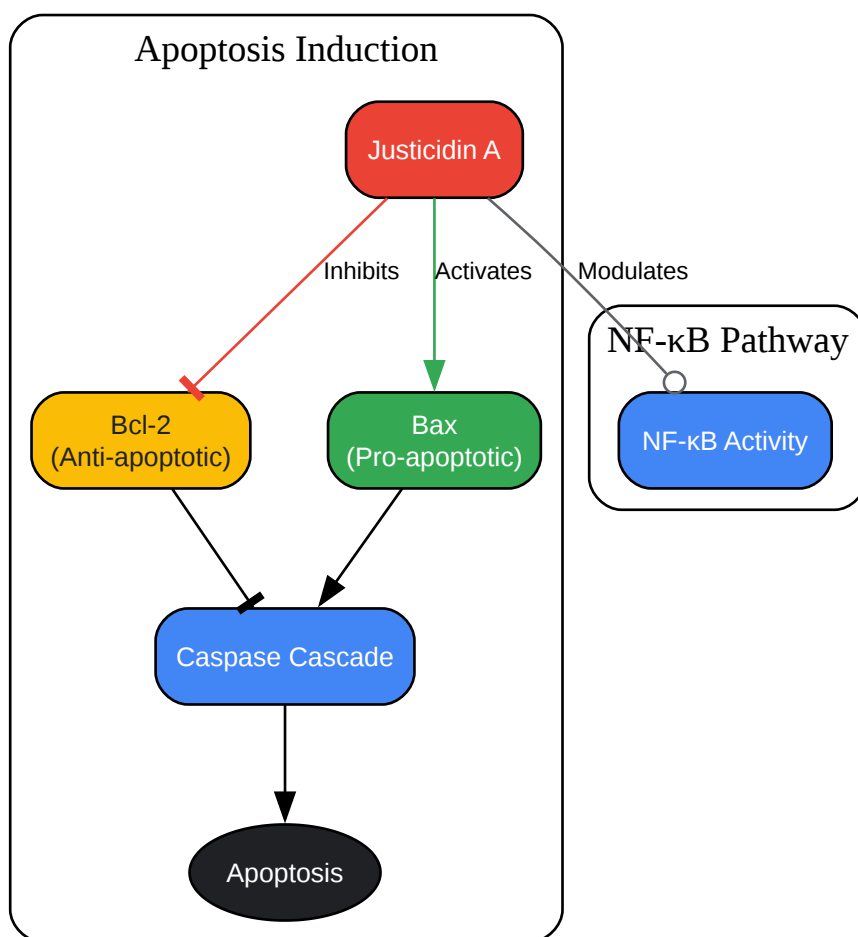 Apoptosis Induction
Justicidin A
Inhibits
Activates
Modulates
NF-κB Pathway
Bcl-2
(Anti-apoptotic)
Bax
(Pro-apoptotic)
NF-κB Activity
Caspase Cascade
Apoptosis